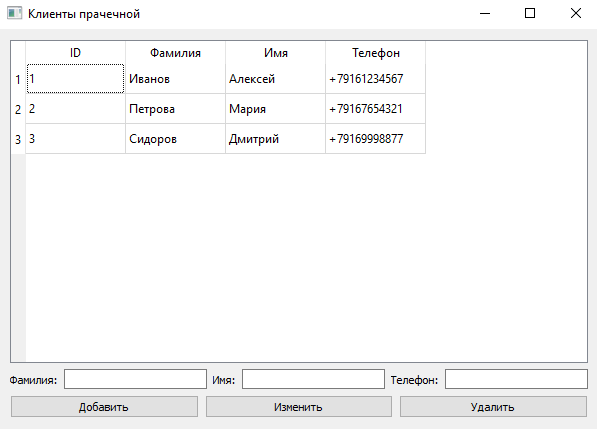 Клиенты прачечной
ID Фамилия Имя Телефон
1 1 Иванов Алексей +79161234567
2 2 Петрова Мария +79167654321
3 3 Сидоров Дмитрий +79169998877
Фамилия: Имя: Телефон:
Добавить Изменить Удалить